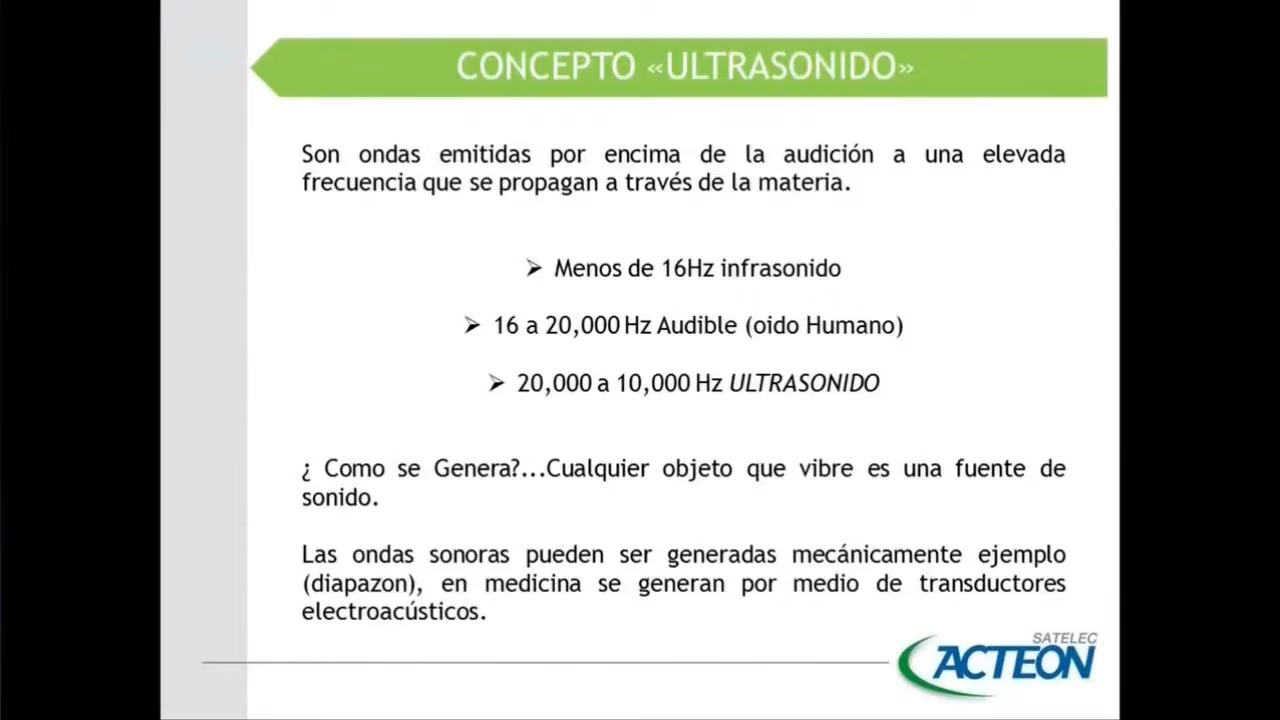 CONCEPTO «ULTRASONIDO»
Son ondas emitidas por encima de la audición a una elevada
frecuencia que se propagan a través de la materia.
➢ Menos de 16Hz infrasonido
➢ 16 a 20,000 Hz Audible (oido Humano)
➢ 20,000 a 10,000 Hz ULTRASONIDO
¿ Como se Genera?...Cualquier objeto que vibre es una fuente de
sonido.
Las ondas sonoras pueden ser generadas mecánicamente ejemplo
(diapazon), en medicina se generan por medio de transductores
electroacústicos.
SATELEC
ACTEON